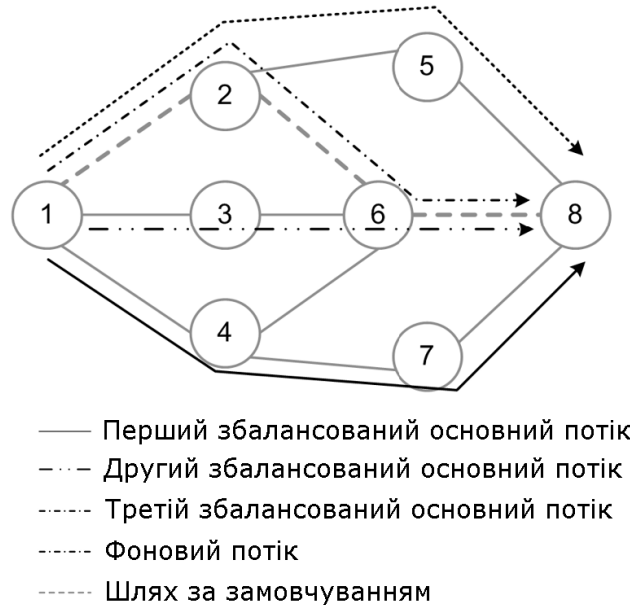 5
2
1
3
6
8
4
7
Перший збалансований основний потік
Другий збалансований основний потік
Третій збалансований основний потік
Фоновий потік
Шлях за замовчуванням